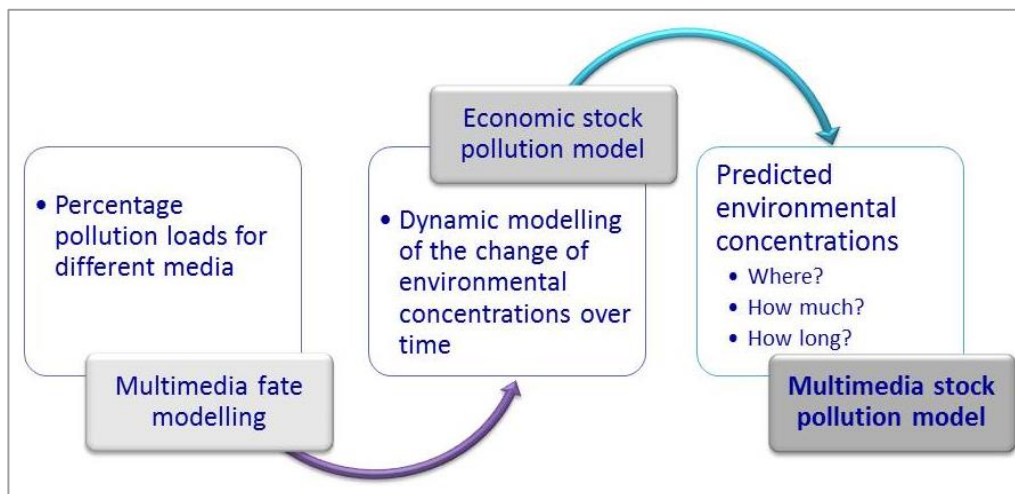 • Percentage
pollution loads for
different media
Multimedia fate
modelling
Economic stock
pollution model
• Dynamic modelling
of the change of
environmental
concentrations over
time
Predicted
environmental
concentrations
• Where?
• How much?
• How long?
Multimedia stock
pollution model